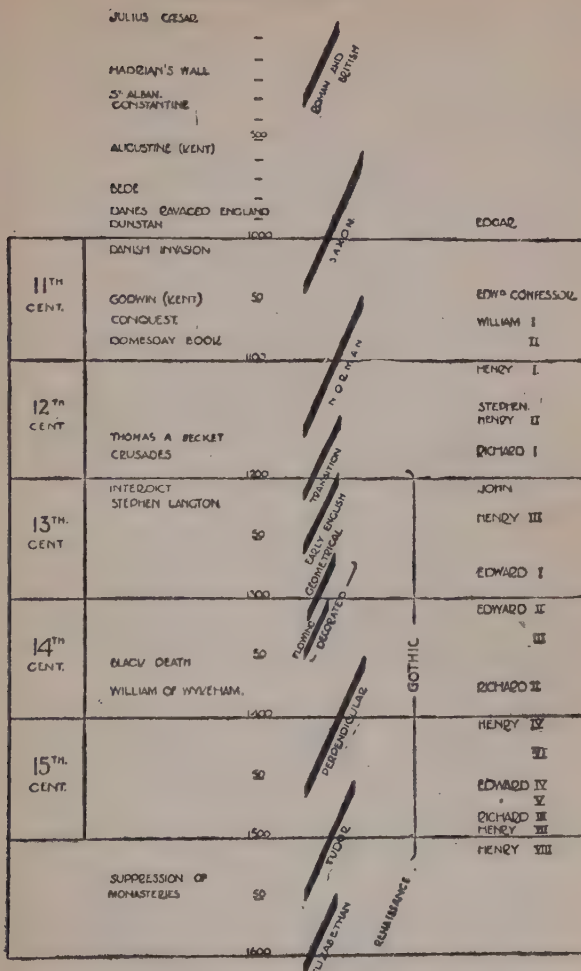 JULIUS CÆSAR
HADRIAN'S WALL
ST ALBAN.
CONSTANTINE
ROMAN AND
BRITISH
500
AUGUSTINE (KENT)
BEDE
DANES RAVAGED ENGLAND
DUNSTAN
EDGAR
1000
SAXON
DANISH INVASION
11TH
CENT.
GODWIN (KENT)
50
EDWD CONFESSOR
CONQUEST.
WILLIAM I
DOMESDAY BOOK
II
1100
NORMAN
HENRY I.
12TH
CENT
STEPHEN.
HENRY II
THOMAS A BECKET
CRUSADES
RICHARD I
1200
TRANSITION
INTERDICT
JOHN
STEPHEN LANGTON
13TH.
CENT
50
EARLY ENGLISH
HENRY III
GEOMETRICAL
EDWARD I
1300
FLOWING
DECORATED
EDWARD II
III
14TH
CENT.
BLACK DEATH
50
GOTHIC
WILLIAM OF WYKEHAM.
RICHARD II
1400
PERPENDICULAR
HENRY IV
VI
15TH.
CENT.
50
EDWARD IV
V
RICHARD III
HENRY VII
1500
TUDOR
HENRY VIII
SUPPRESSION OF
MONASTERIES
50
RENAISSANCE
ELIZABETHAN
1600